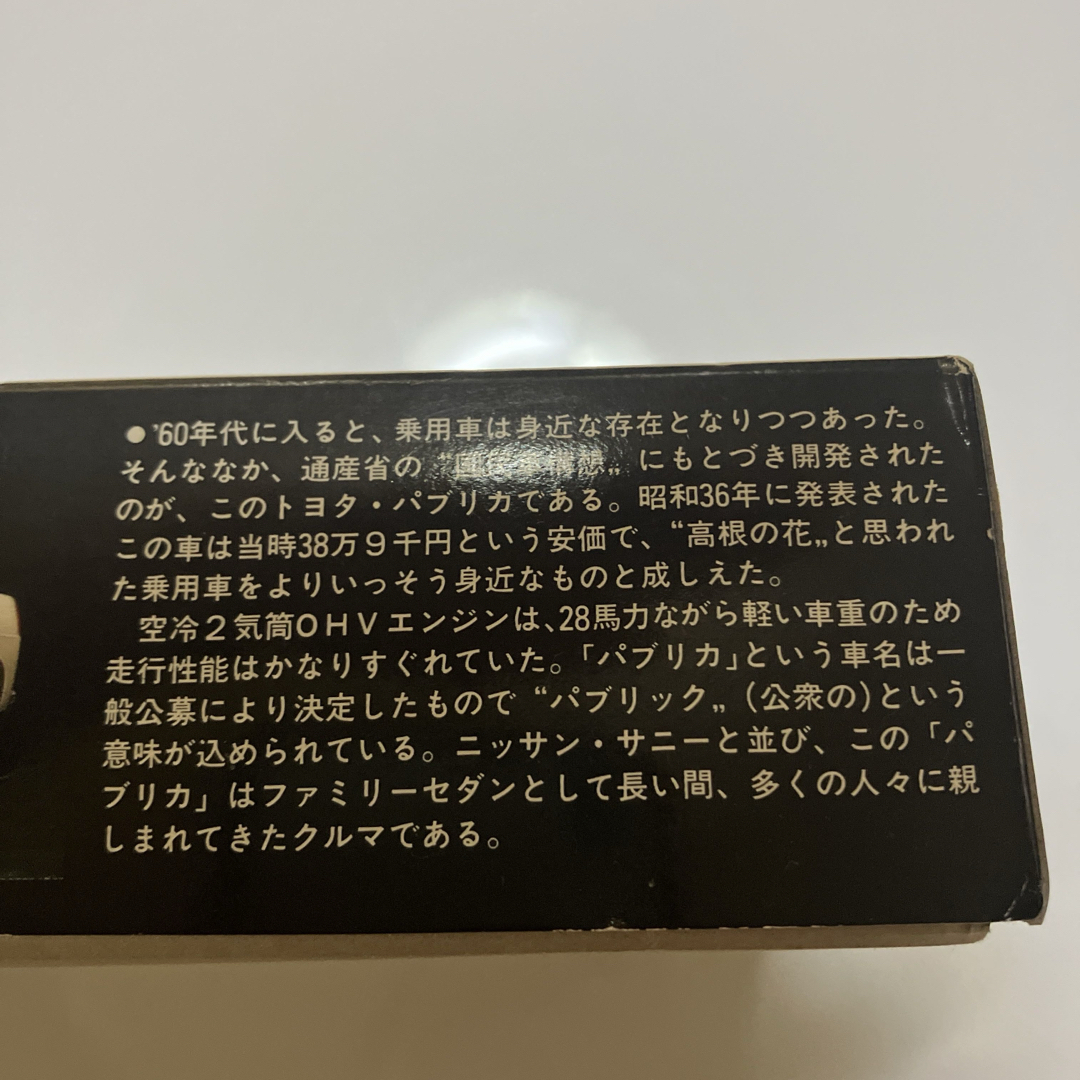 ●'60年代に入ると、乗用車は身近な存在となりつつあった。
そんななか、通産省の“国民車構想„にもとづき開発された
のが、このトヨタ・パブリカである。昭和36年に発表された
この車は当時38万9千円という安価で、“高根の花„と思われ
た乗用車をよりいっそう身近なものと成しえた。
空冷2気筒OHVエンジンは、28馬力ながら軽い車重のため
走行性能はかなりすぐれていた。「パブリカ」という車名は一
般公募により決定したもので“パブリック„(公衆の)という
意味が込められている。ニッサン・サニーと並び、この「パ
ブリカ」はファミリーセダンとして長い間、多くの人々に親
しまれてきたクルマである。